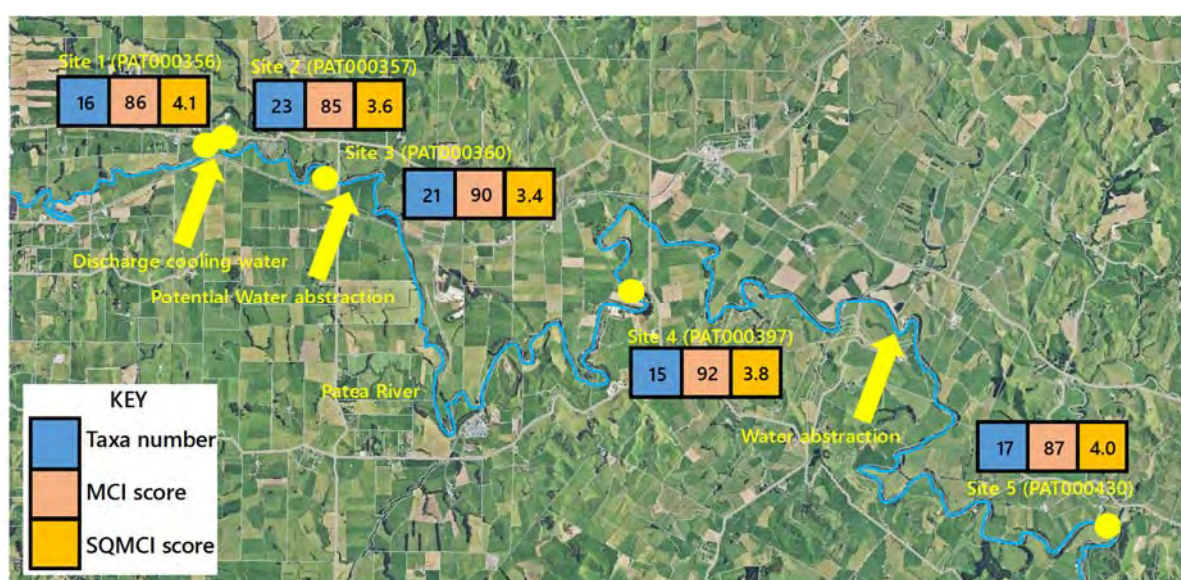 Site 1 (PAT000356)
16 86 4.1
Site 2 (PAT000357)
23 85 3.6
Site 3 (PAT000360)
21 90 3.4
Discharge cooling water
Potential Water abstraction
Site 4 (PAT000397)
15 92 3.8
Patea River
Water abstraction
17 87 4.0
Site 5 (PAT000430)
KEY
Taxa number
MCI score
SQMCI score